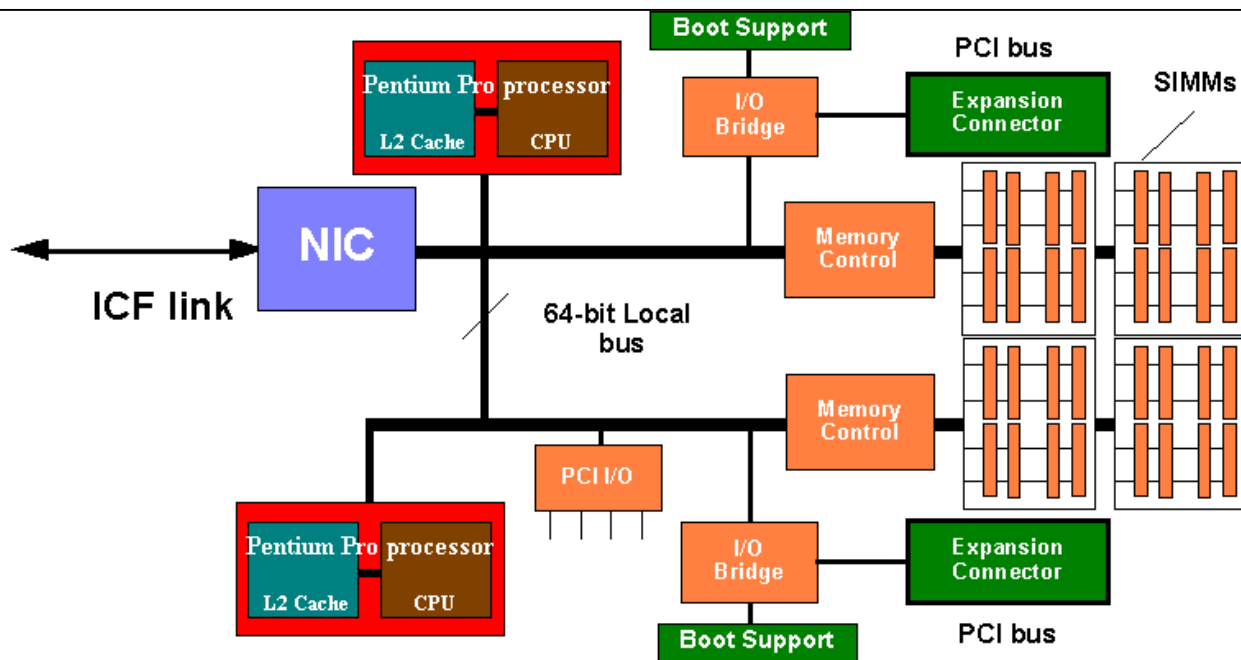 Boot Support
PCI bus
SIMMs
Pentium Pro processor
L2 Cache
CPU
I/O
Bridge
Expansion
Connector
NIC
Memory
Control
ICF link
64-bit Local
bus
Memory
Control
PCI I/O
Pentium Pro processor
L2 Cache
CPU
I/O
Bridge
Expansion
Connector
Boot Support
PCI bus